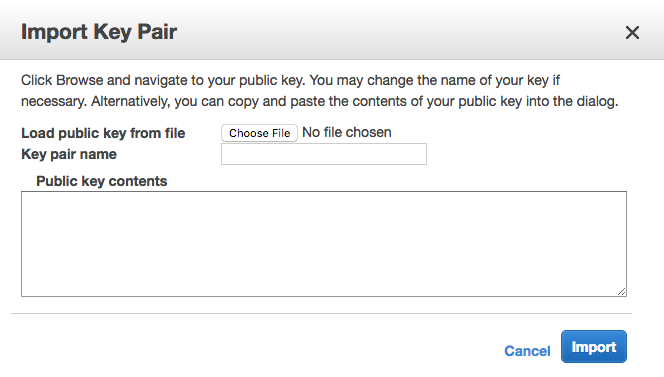 Import Key Pair
Click Browse and navigate to your public key. You may change the name of your key if
necessary. Alternatively, you can copy and paste the contents of your public key into the dialog.
Load public key from file Choose File No file chosen
Key pair name
Public key contents
Cancel Import